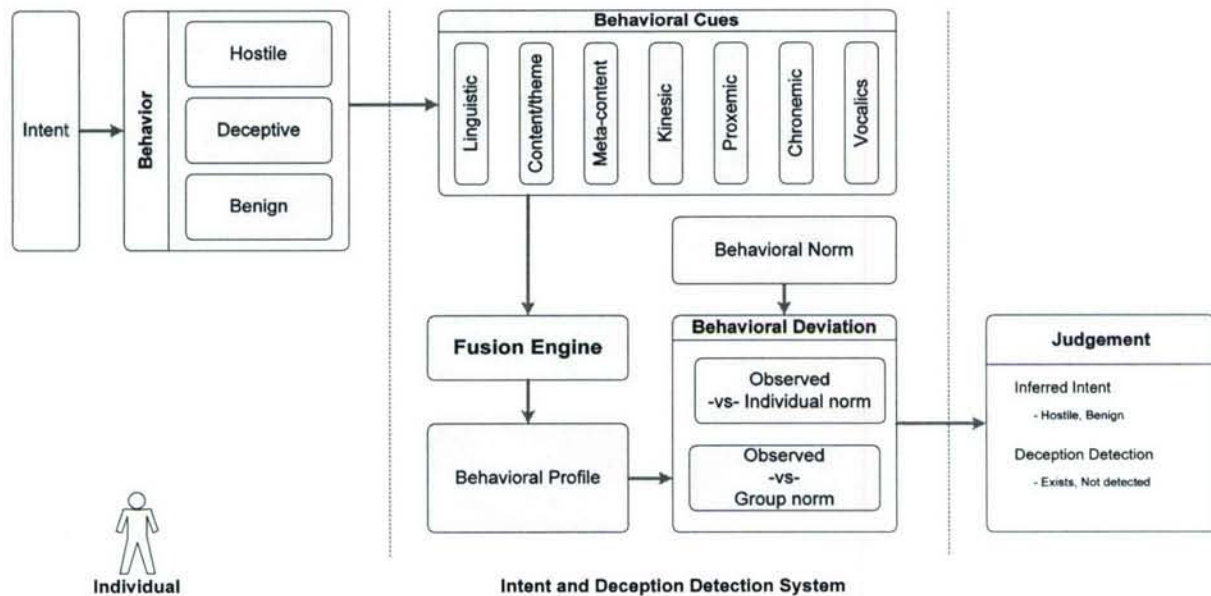 Intent
Behavior
Hostile
Deceptive
Benign
Behavioral Cues
Linguistic
Content/theme
Meta-content
Kinesic
Proxemic
Chronemic
Vocalics
Behavioral Norm
Fusion Engine
Behavioral Profile
Behavioral Deviation
Observed
-vs- Individual norm
Observed
-vs-
Group norm
Judgement
Inferred Intent
- Hostile, Benign
Deception Detection
- Exists, Not detected
Individual
Intent and Deception Detection System